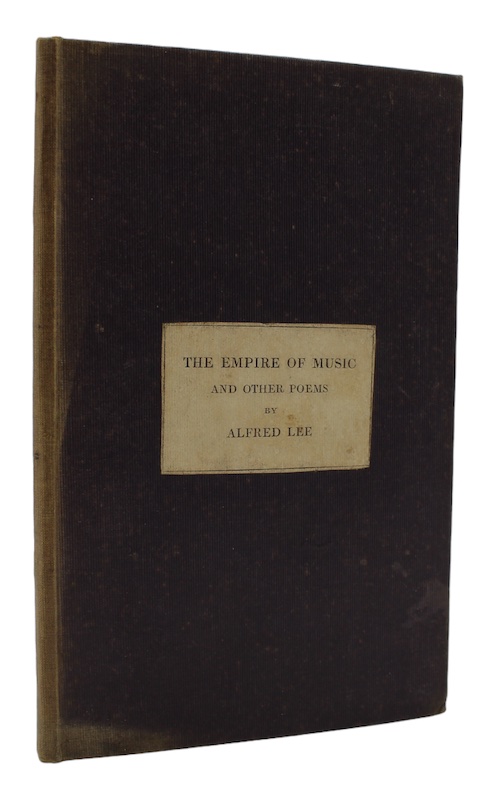 THE EMPIRE OF MUSIC
AND OTHER POEMS
BY
ALFRED LEE